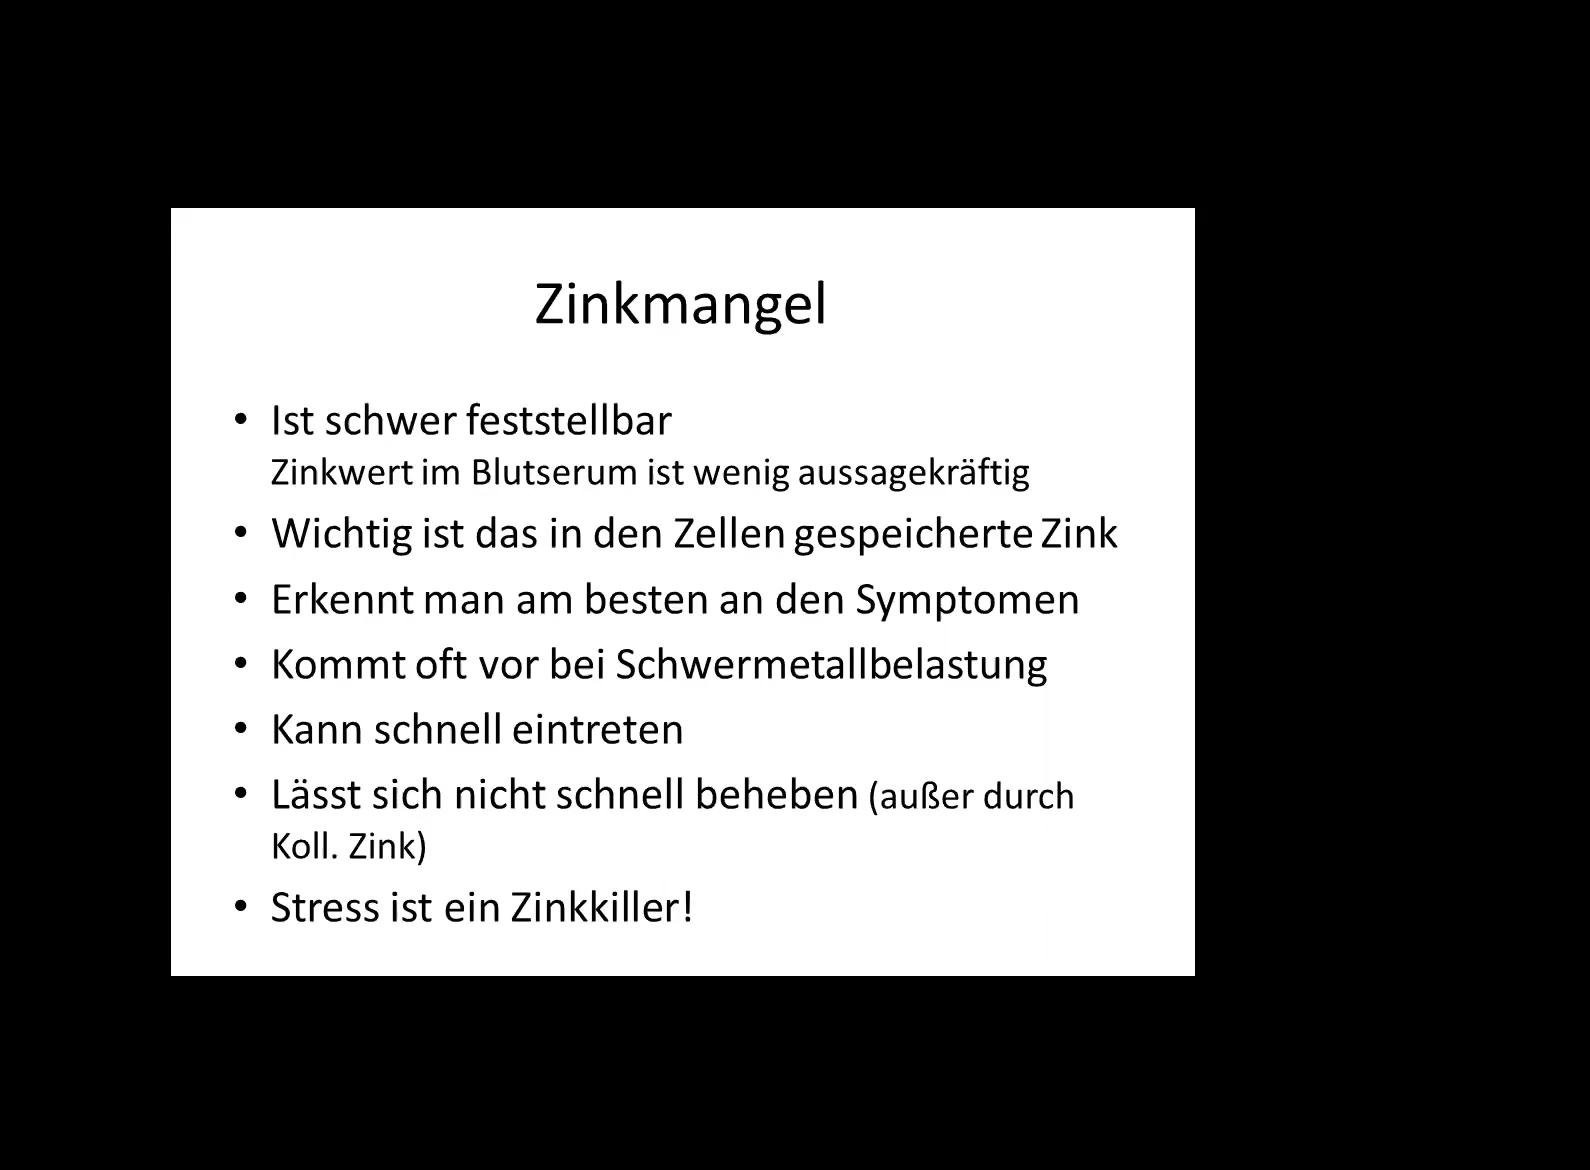 Zinkmangel
• Ist schwer feststellbar
Zinkwert im Blutserum ist wenig aussagekräftig
• Wichtig ist das in den Zellen gespeicherte Zink
• Erkennt man am besten an den Symptomen
• Kommt oft vor bei Schwermetallbelastung
• Kann schnell eintreten
• Lässt sich nicht schnell beheben (außer durch
Koll. Zink)
• Stress ist ein Zinkkiller!